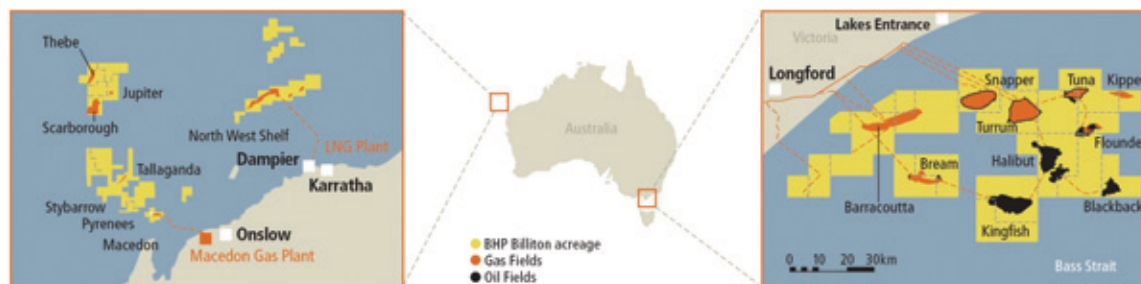 Thebe
Jupiter
Scarborough
North West Shelf
LNG Plant
Dampier
Karratha
Tallaganda
Stybarrow
Pyrenees
Macedon
Onslow
Macedon Gas Plant
Australia
BHP Billiton acreage
Gas Fields
Oil Fields
Lakes Entrance
Victoria
Longford
Snapper
Tuna
Kippe
Turrum
Flounde
Halibut
Bream
Barracoutta
Blackback
Kingfish
0 10 20 30km
Bass Strait